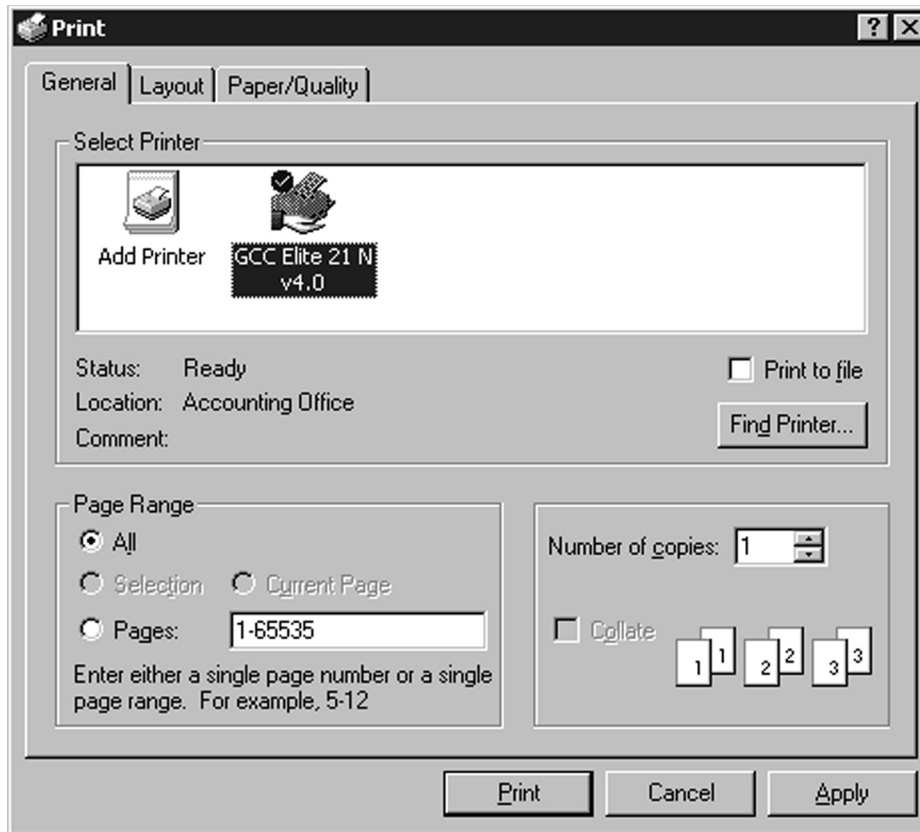 Print
General Layout Paper/Quality
Select Printer
Add Printer
GCC Elite 21 N
v4.0
Status: Ready
Location: Accounting Office
Comment:
Print to file
Find Printer...
Page Range
All
Selection Current Page
Pages: 1-65535
Enter either a single page number or a single
page range. For example, 5-12
Number of copies: 1
Collate
1 1 2 2 3 3
Print Cancel Apply